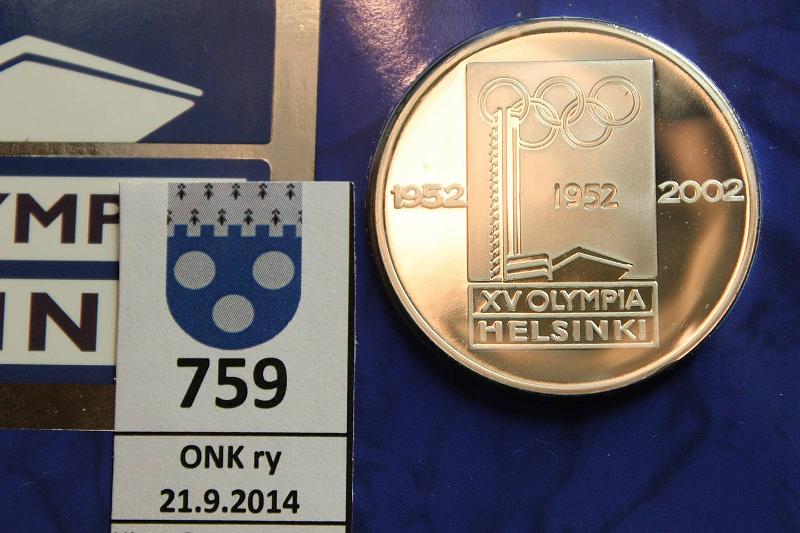 YMP
IN
759
ONK ry
21.9.2014
1952
1952
2002
XV OLYMPIA
HELSINKI